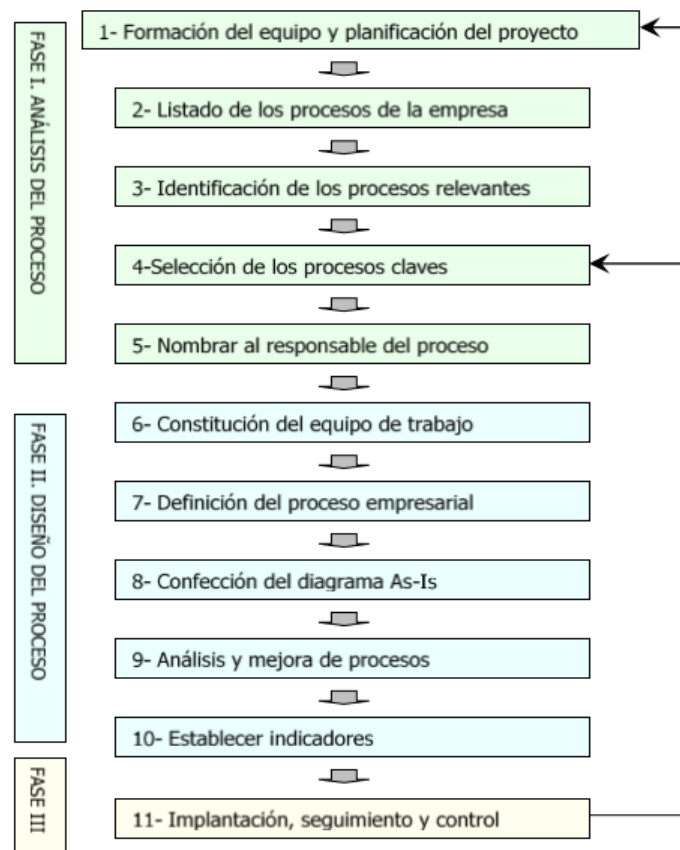 FASE I. ANÁLISIS DEL PROCESO
1- Formación del equipo y planificación del proyecto
2- Listado de los procesos de la empresa
3- Identificación de los procesos relevantes
4-Selección de los procesos claves
5- Nombrar al responsable del proceso
FASE II. DISEÑO DEL PROCESO
6- Constitución del equipo de trabajo
7- Definición del proceso empresarial
8- Confección del diagrama As-Is
9- Análisis y mejora de procesos
10- Establecer indicadores
FASE III
11- Implantación, seguimiento y control